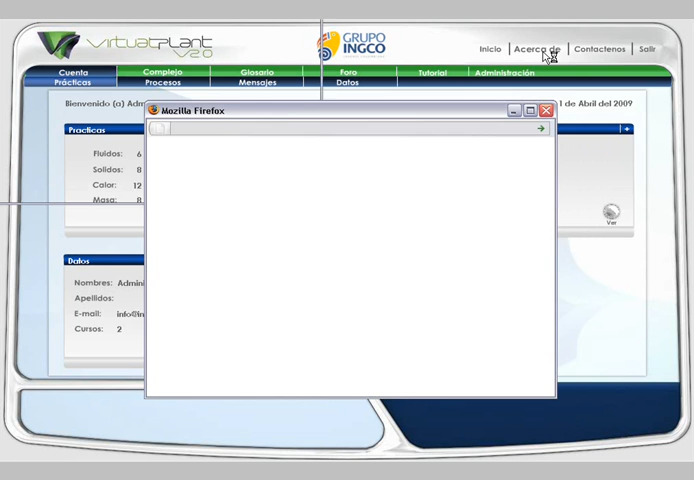 VirtualPlant
V2.0
GRUPO
INGCO
Inicio | Acerca de | Contactenos | Salir
Cuenta Complejo Glosario Foro Tutorial Administración
Prácticas Procesos Mensajes Datos
Bienvenido (a) Adm
1 de Abril del 2009
Mozilla Firefox
Practicas
Fluidos: 6
Solidos: 8
Calor: 12
Masa: 8
Ver
Datos
Nombres: Admini
Apellidos:
E-mail: info@in
Cursos: 2